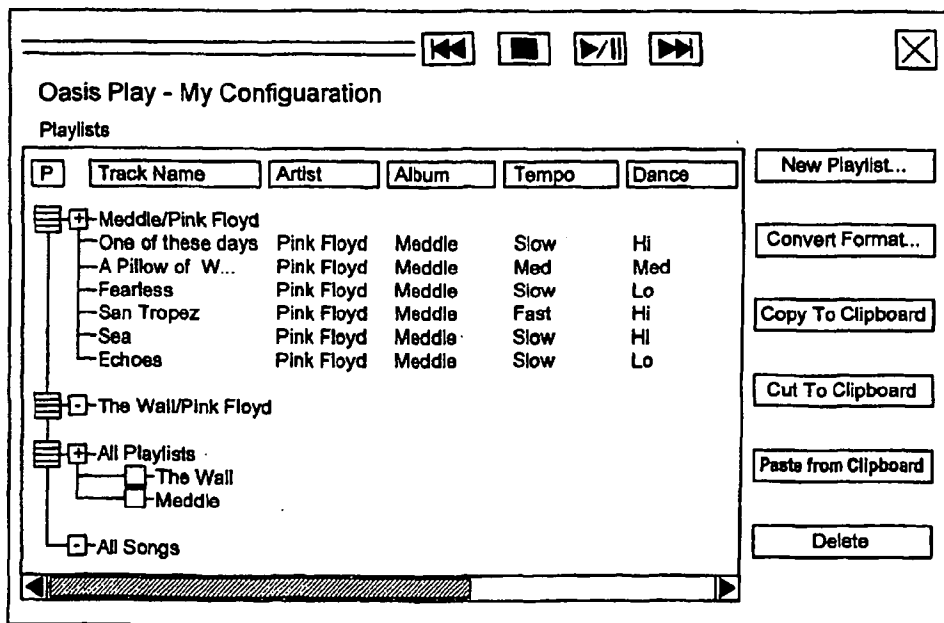 Oasis Play - My Configuaration
Playlists
P Track Name Artist Album Tempo Dance
Meddle/Pink Floyd
One of these days Pink Floyd Meddle Slow Hi
A Pillow of W... Pink Floyd Meddle Med Med
Fearless Pink Floyd Meddle Slow Lo
San Tropez Pink Floyd Meddle Fast Hi
Sea Pink Floyd Meddle Slow Hi
Echoes Pink Floyd Meddle Slow Lo
The Wall/Pink Floyd
All Playlists
The Wall
Meddle
All Songs
New Playlist...
Convert Format...
Copy To Clipboard
Cut To Clipboard
Paste from Clipboard
Delete